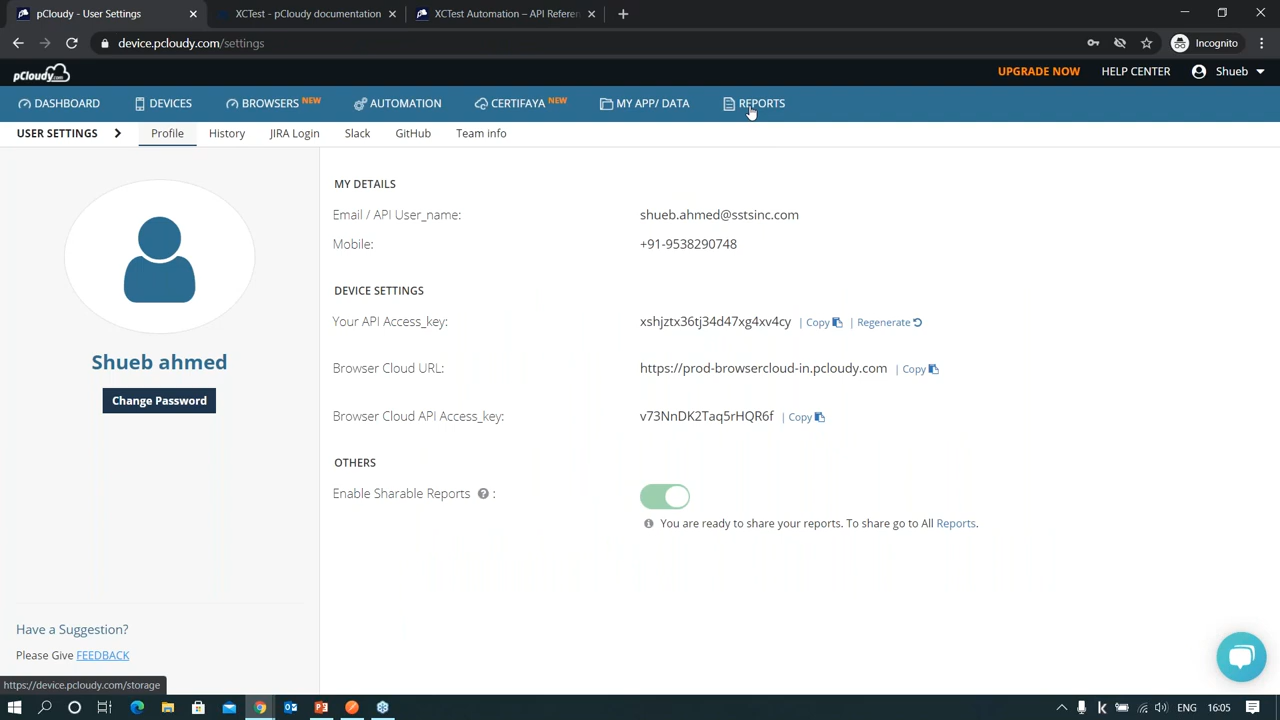 pCloudy - User Settings
XCTest - pCloudy documentation
XCTest Automation – API Referen
device.pcloudy.com/settings
Incognito
pCloudy.com
UPGRADE NOW
HELP CENTER
Shueb
DASHBOARD
DEVICES
BROWSERS NEW
AUTOMATION
CERTIFAYA NEW
MY APP/ DATA
REPORTS
USER SETTINGS
Profile
History
JIRA Login
Slack
GitHub
Team info
MY DETAILS
Email / API User_name: shueb.ahmed@sstsinc.com
Mobile: +91-9538290748
DEVICE SETTINGS
Your API Access_key: xshjztx36tj34d47xg4xv4cy | Copy | Regenerate
Shueb ahmed
Browser Cloud URL: https://prod-browsercloud-in.pcloudy.com | Copy
Change Password
Browser Cloud API Access_key: v73NnDK2Taq5rHQR6f | Copy
OTHERS
Enable Sharable Reports ? :
You are ready to share your reports. To share go to All Reports.
Have a Suggestion?
Please Give FEEDBACK
https://device.pcloudy.com/storage
ENG
16:05